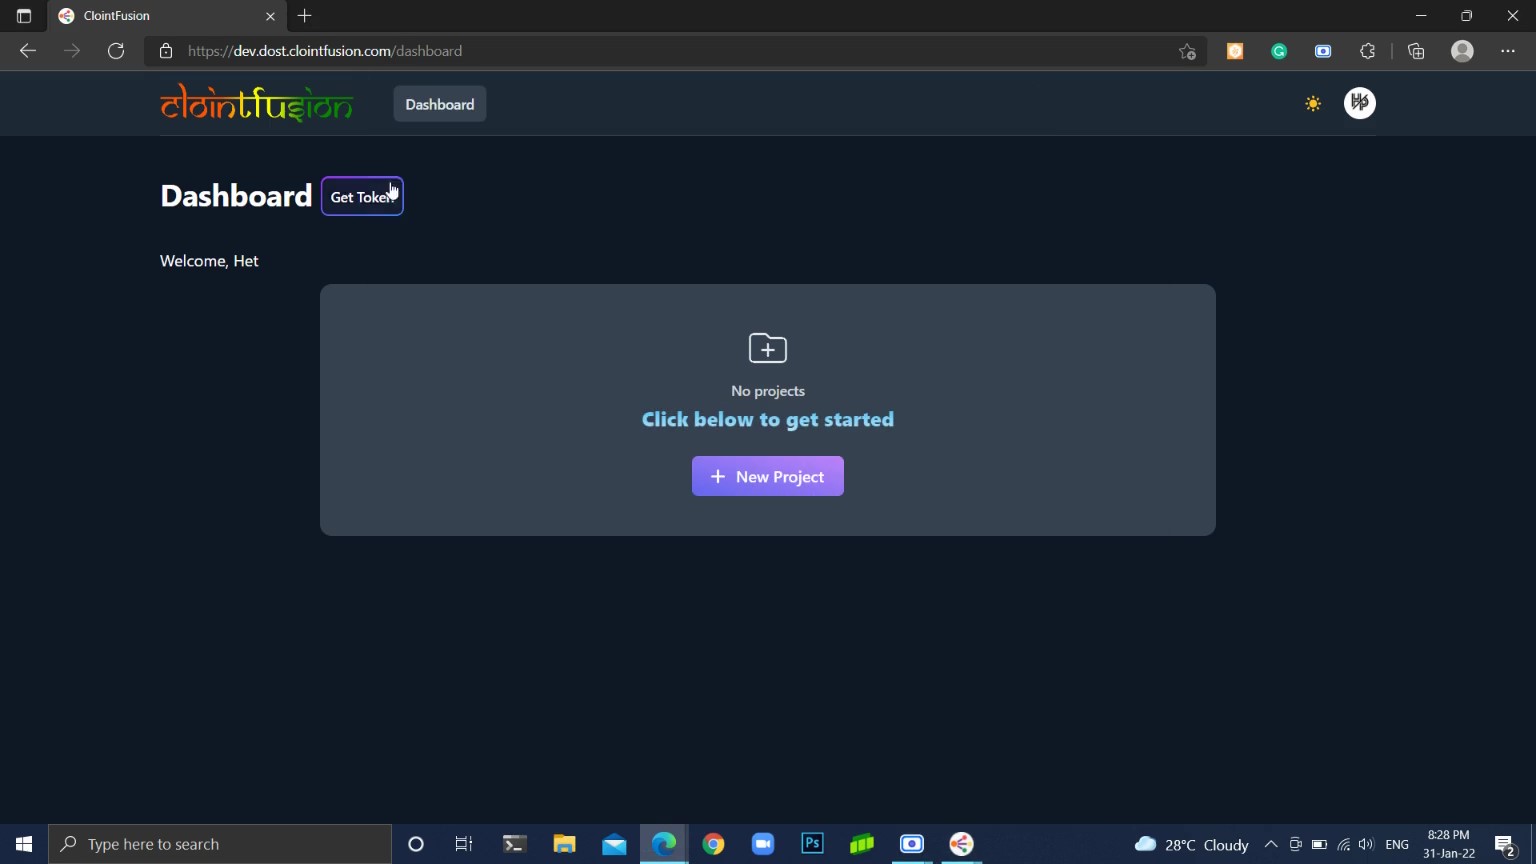 ClointFusion
https://dev.dost.clointfusion.com/dashboard
clointfusion
Dashboard
Dashboard
Get Token
Welcome, Het
No projects
Click below to get started
+ New Project
Type here to search
Ps
28°C Cloudy
ENG
8:28 PM
31-Jan-22
2